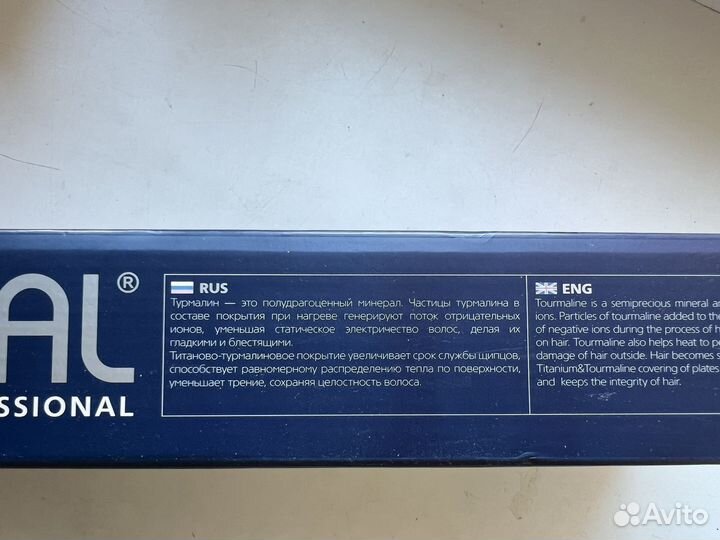 AL®
SSIONAL
RUS
Турмалин — это полудрагоценный минерал. Частицы турмалина в
составе покрытия при нагреве генерируют поток отрицательных
ионов, уменьшая статическое электричество волос, делая их
гладкими и блестящими.
Титаново-турмалиновое покрытие увеличивает срок службы щипцов,
способствует равномерному распределению тепла по поверхности,
уменьшает трение, сохраняя целостность волоса.
ENG
Tourmaline is a semiprecious mineral an
ions. Particles of tourmaline added to the
of negative ions during the process of h
on hair. Tourmaline also helps heat to pe
damage of hair outside. Hair becomes s
Titanium&Tourmaline covering of plates
and keeps the integrity of hair.
Avito